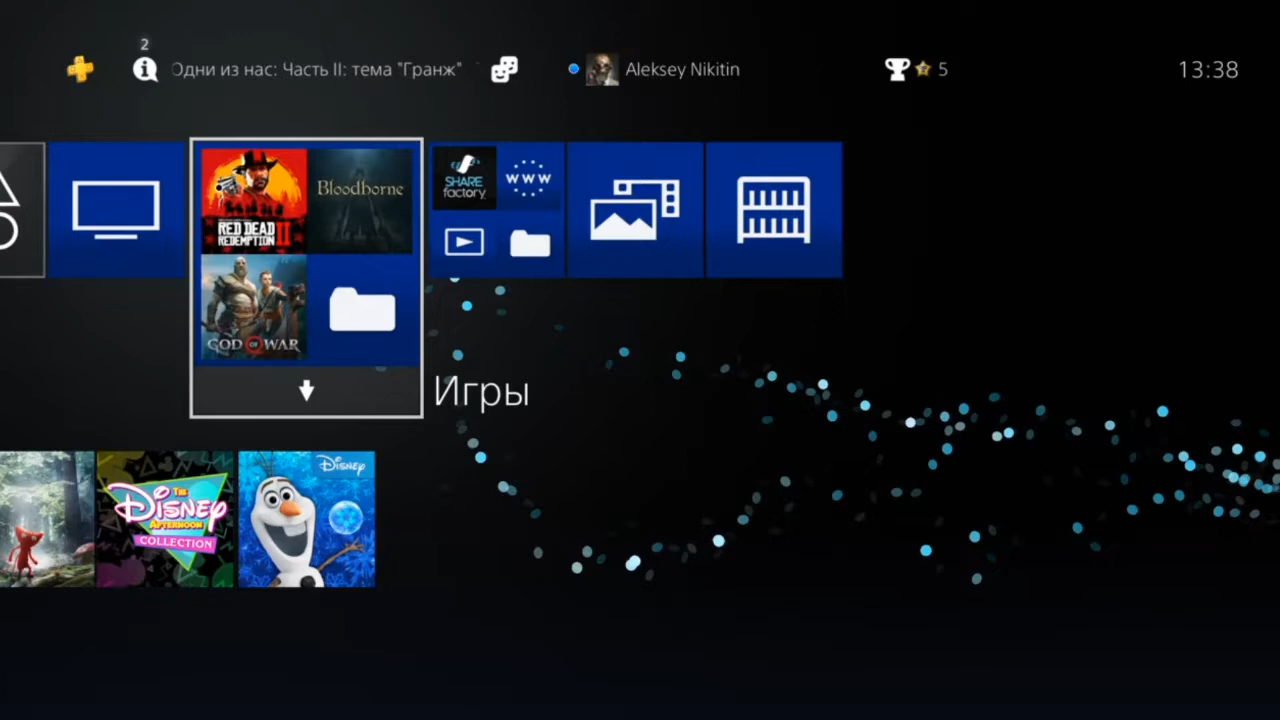 2
Одни из нас: Часть II: тема "Гранж"
Aleksey Nikitin
5
13:38
RED DEAD
REDEMPTION II
Bloodborne
SHARE
factory
www
GOD OF WAR
Игры
THE
DISNEY
AFTERNOON
COLLECTION
DISNEY